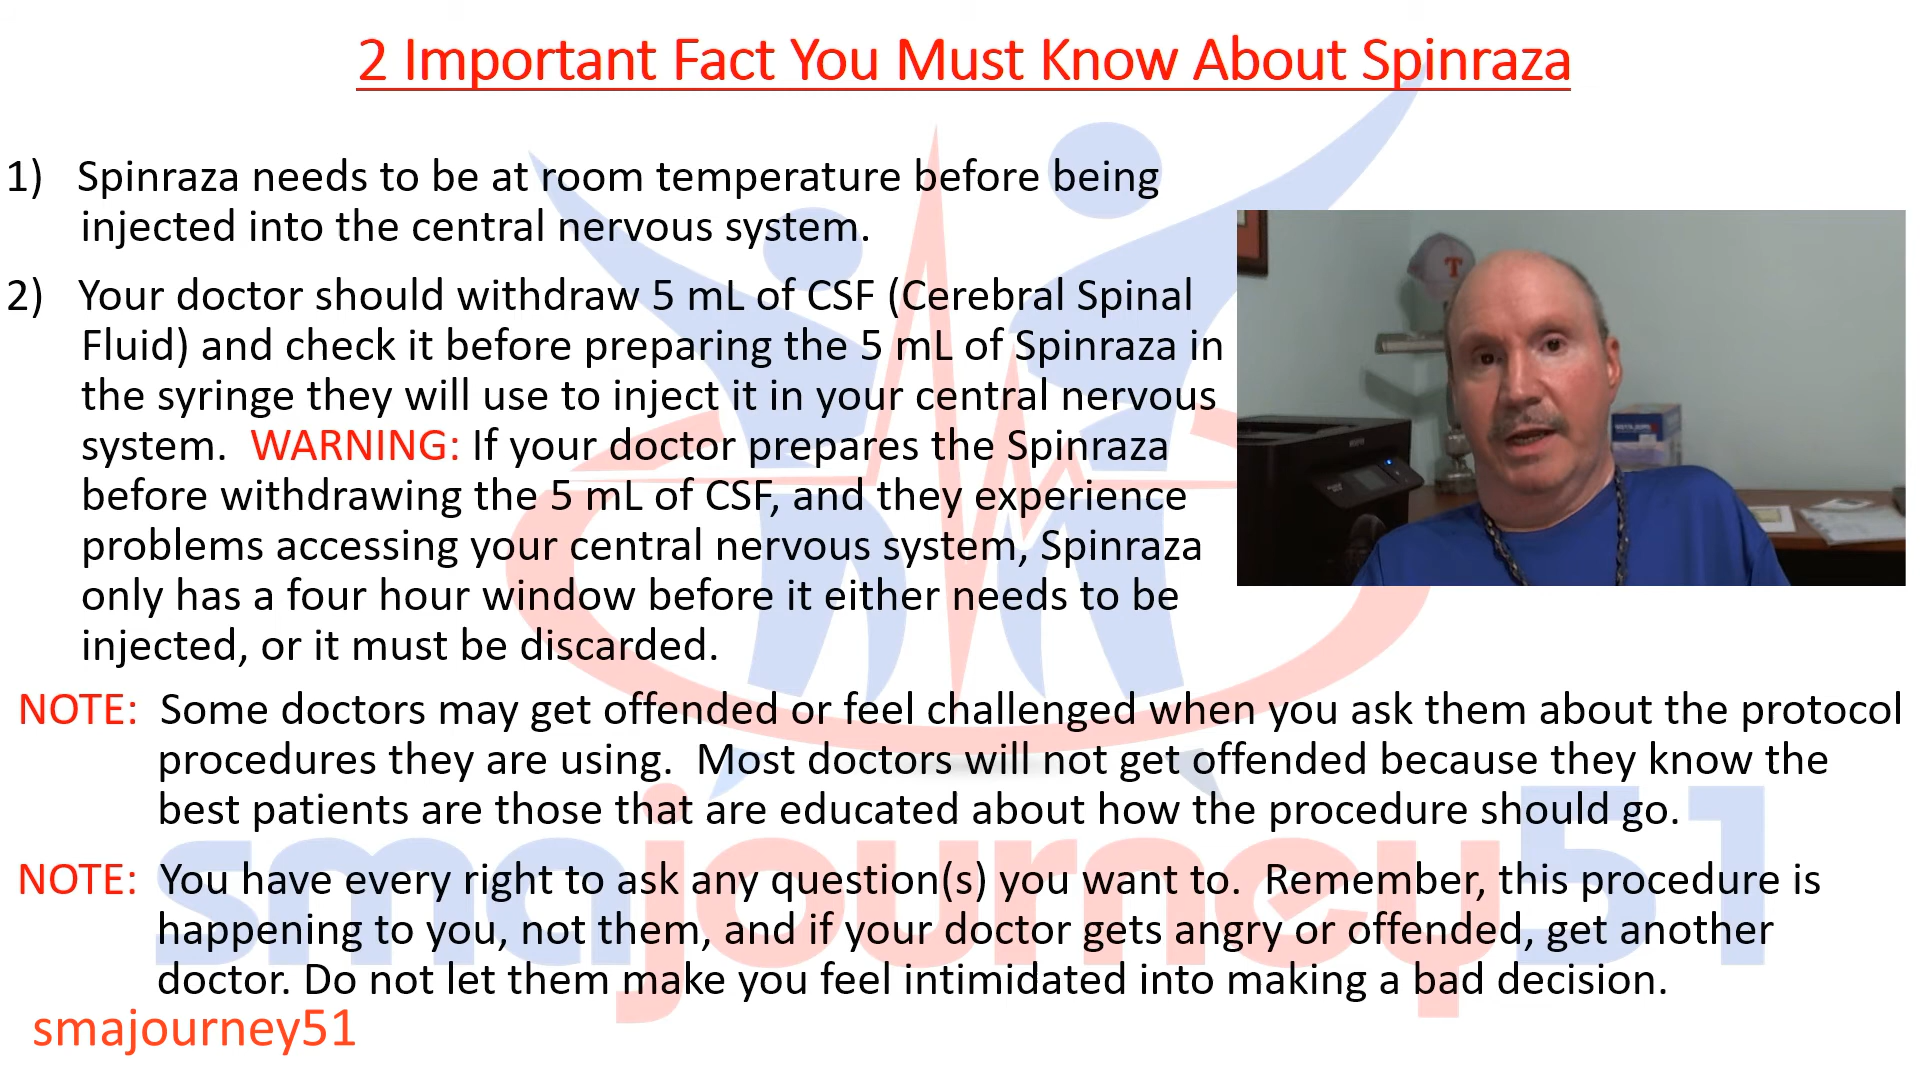 2 Important Fact You Must Know About Spinraza
1) Spinraza needs to be at room temperature before being
injected into the central nervous system.
2) Your doctor should withdraw 5 mL of CSF (Cerebral Spinal
Fluid) and check it before preparing the 5 mL of Spinraza in
the syringe they will use to inject it in your central nervous
system. WARNING: If your doctor prepares the Spinraza
before withdrawing the 5 mL of CSF, and they experience
problems accessing your central nervous system, Spinraza
only has a four hour window before it either needs to be
injected, or it must be discarded.
T
NOTE: Some doctors may get offended or feel challenged when you ask them about the protocol
procedures they are using. Most doctors will not get offended because they know the
best patients are those that are educated about how the procedure should go.
NOTE: You have every right to ask any question(s) you want to. Remember, this procedure is
happening to you, not them, and if your doctor gets angry or offended, get another
doctor. Do not let them make you feel intimidated into making a bad decision.
smajourney51
smajourney51